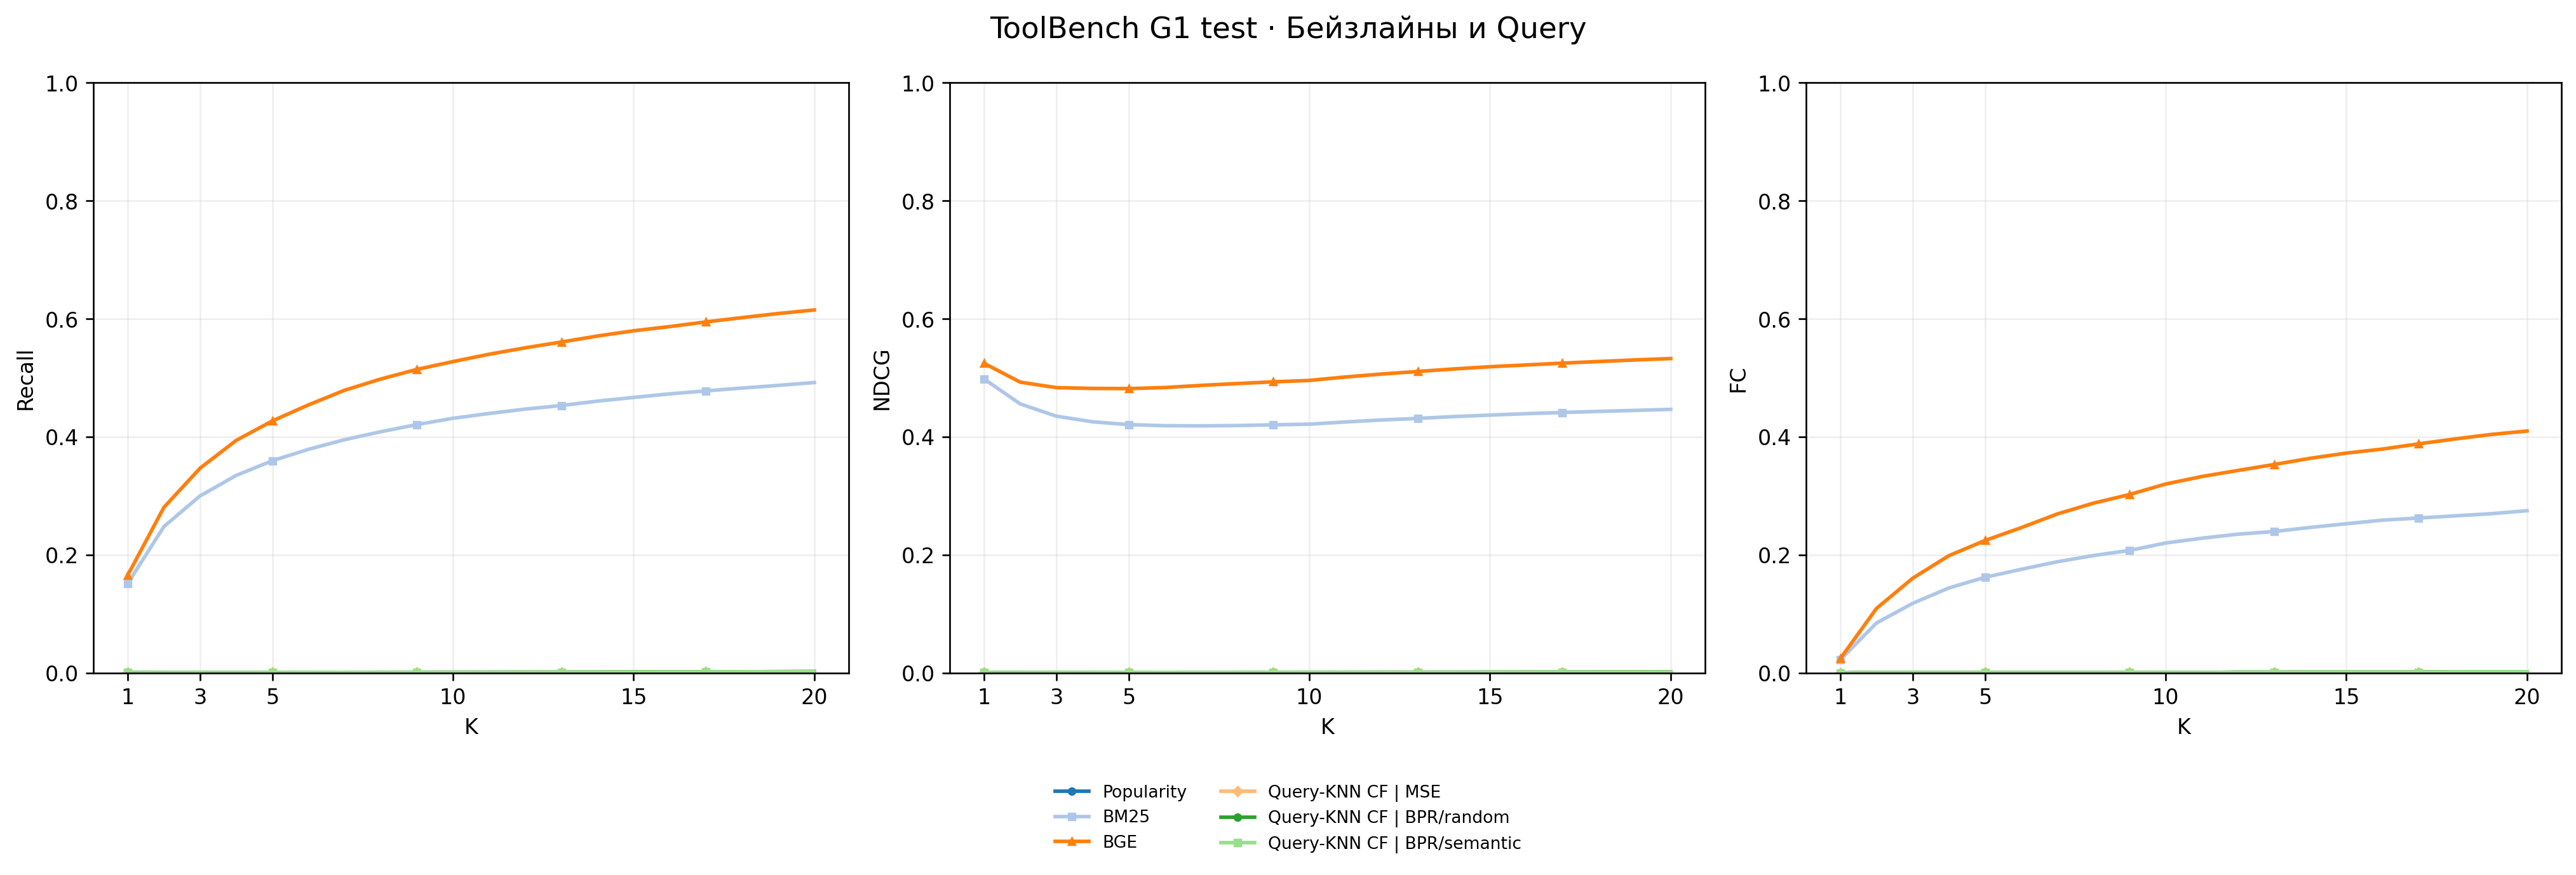 ToolBench G1 test · Бейзлайны и Query
1.0
0.8
0.6
0.4
0.2
0.0
Recall
1 3 5 10 15 20
K
1.0
0.8
0.6
0.4
0.2
0.0
NDCG
1 3 5 10 15 20
K
1.0
0.8
0.6
0.4
0.2
0.0
FC
1 3 5 10 15 20
K
Popularity
BM25
BGE
Query-KNN CF | MSE
Query-KNN CF | BPR/random
Query-KNN CF | BPR/semantic